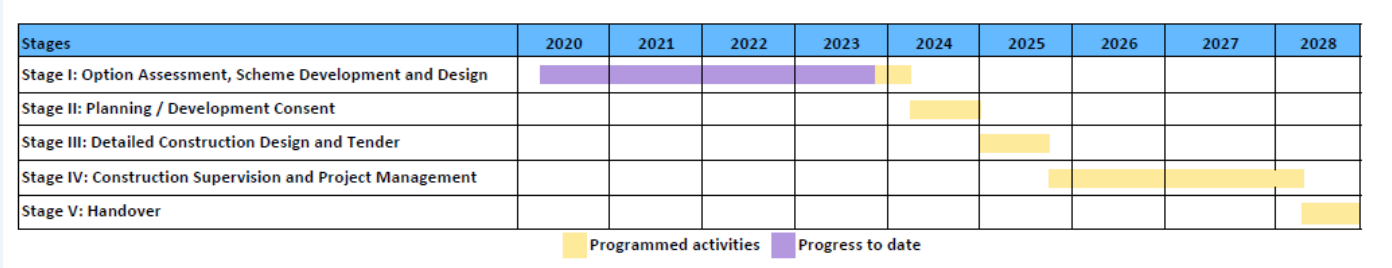 Stages 2020 2021 2022 2023 2024 2025 2026 2027 2028
Stage I: Option Assessment, Scheme Development and Design
Stage II: Planning / Development Consent
Stage III: Detailed Construction Design and Tender
Stage IV: Construction Supervision and Project Management
Stage V: Handover
Programmed activities Progress to date